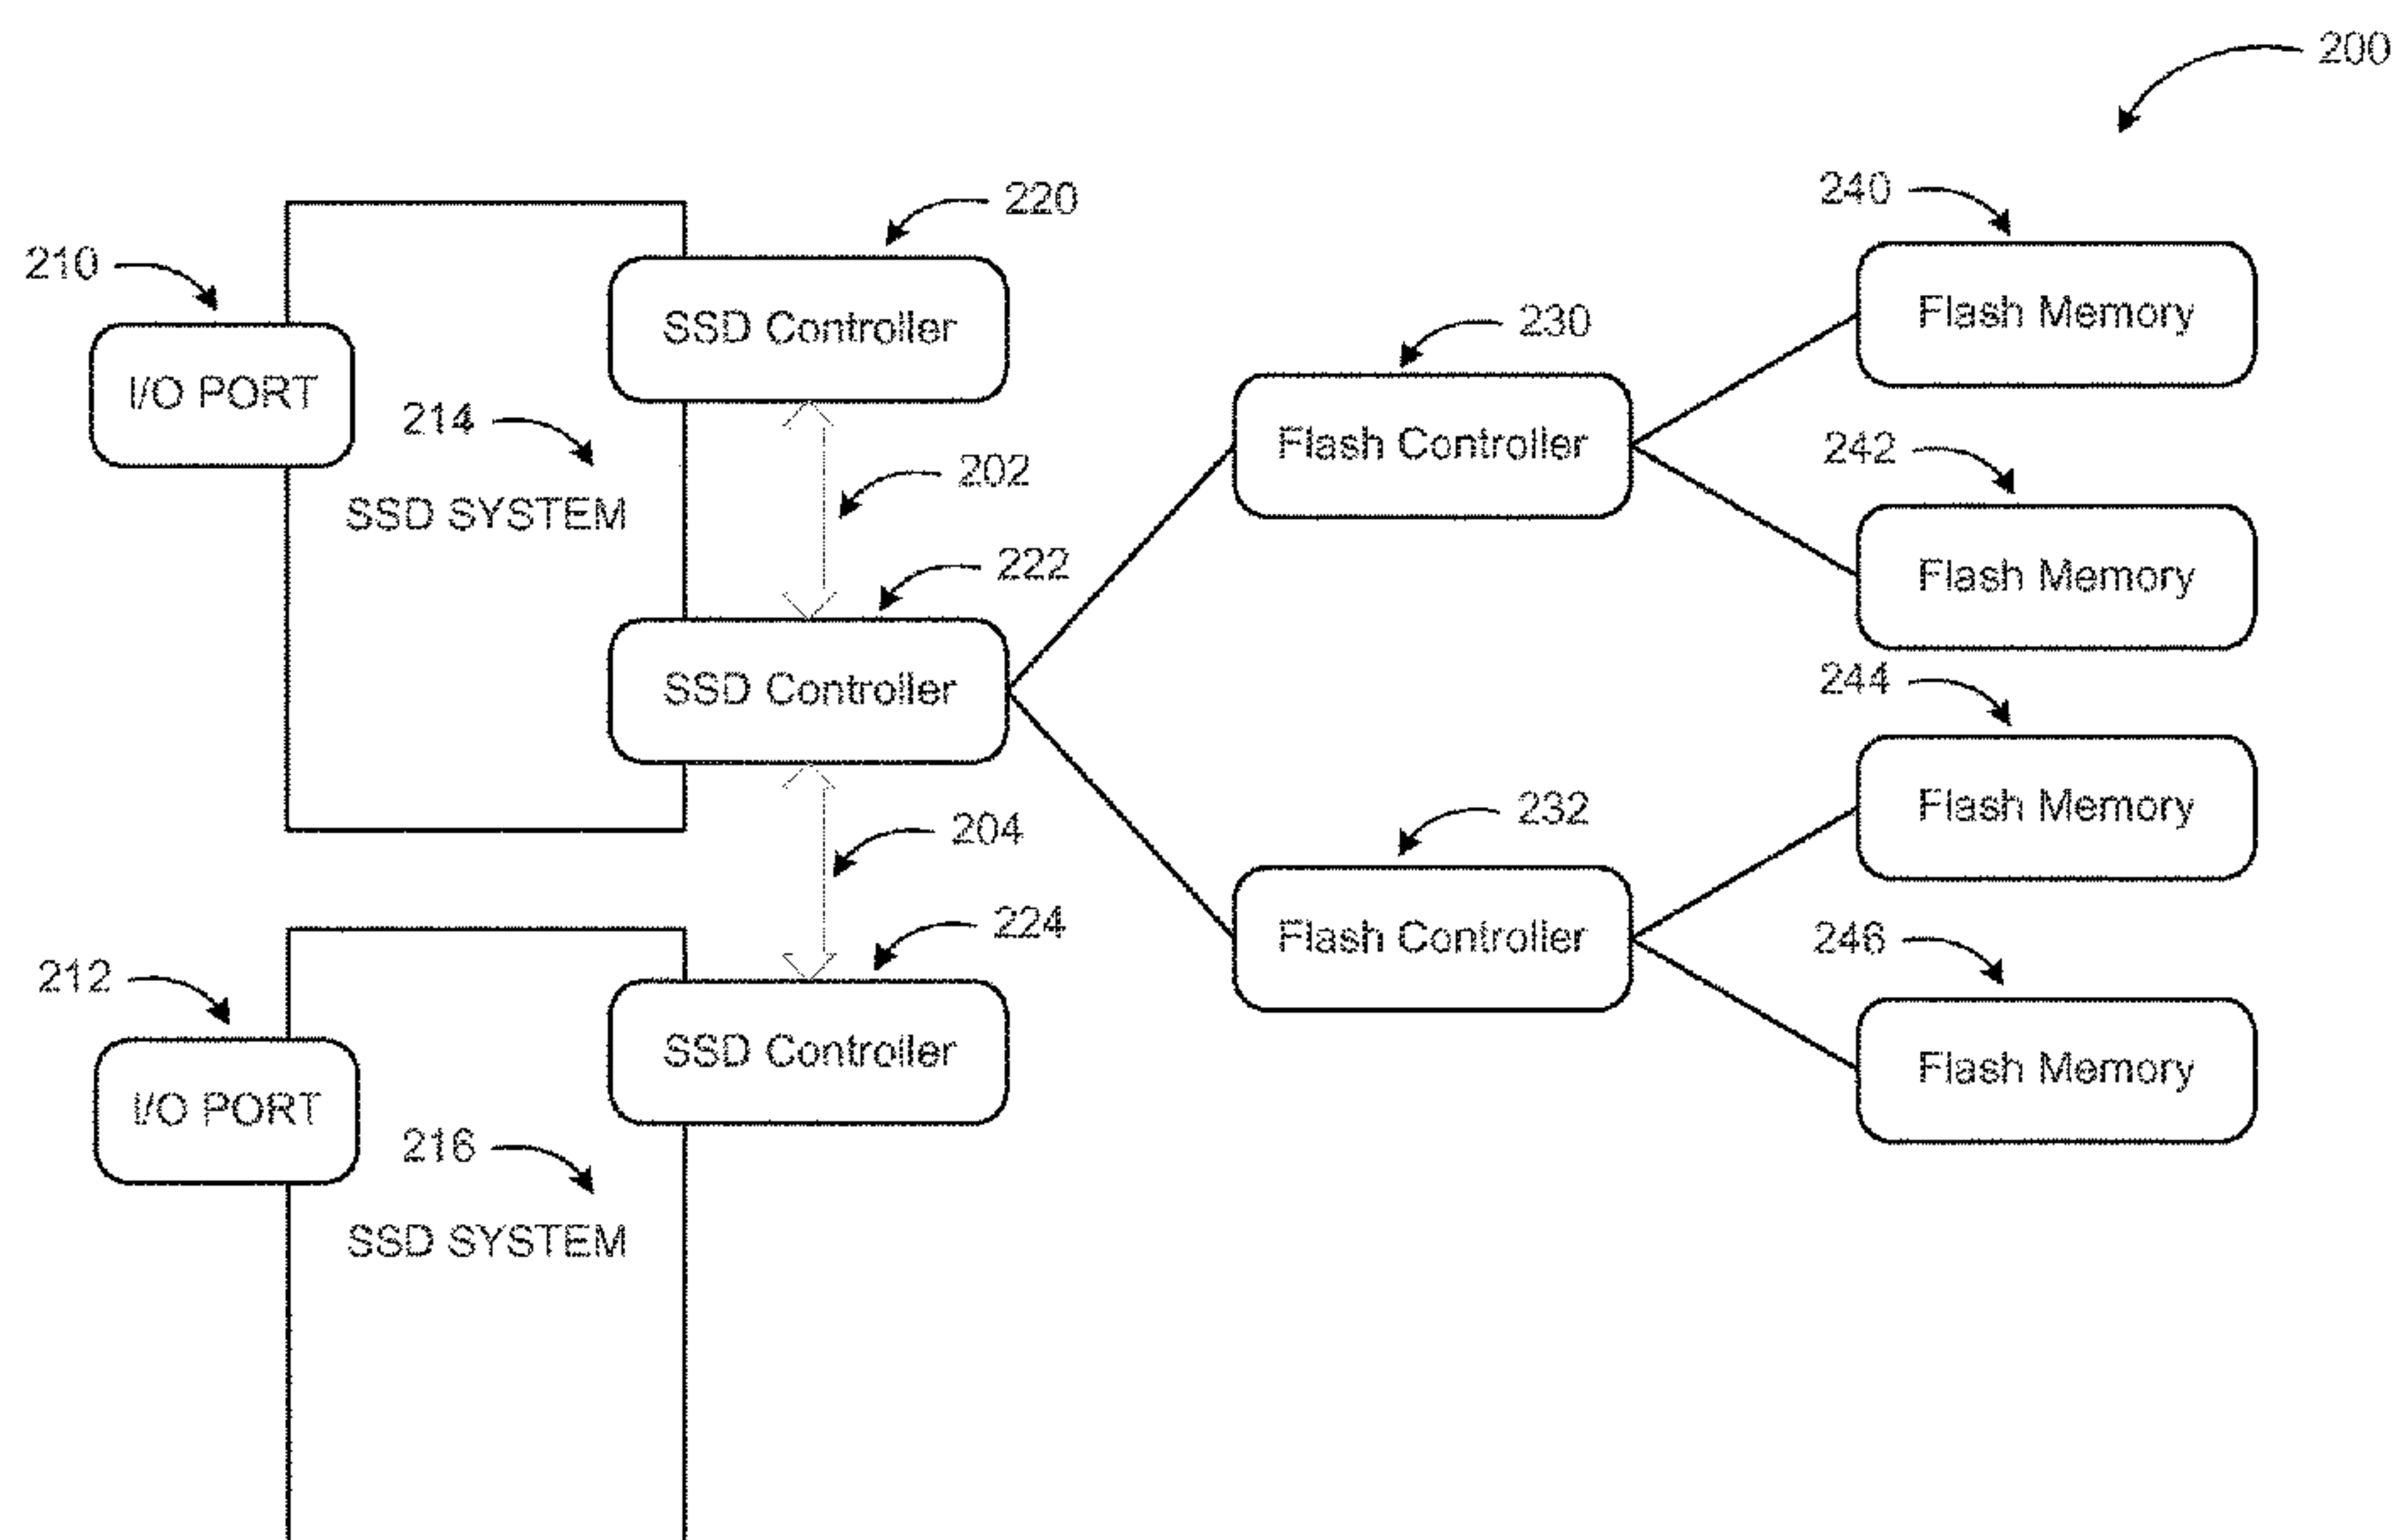 200
220
240
210
SSD Controller
Flash Memory
230
I/O PORT
214
Flash Controller
242
202
SSD SYSTEM
222
Flash Memory
SSD Controller
244
204
232
Flash Memory
224
Flash Controller
246
212
SSD Controller
Flash Memory
I/O PORT
216
SSD SYSTEM